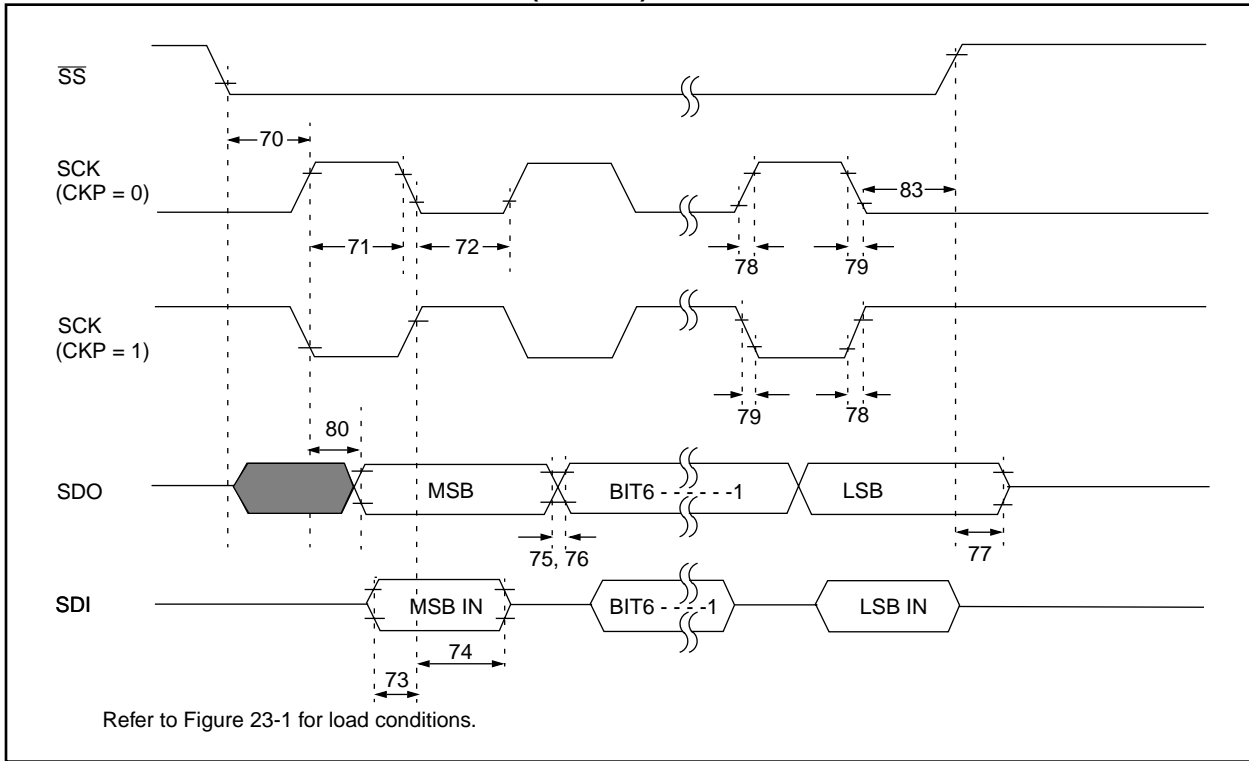 SS
70
SCK
(CKP = 0)
83
71
72
78
79
SCK
(CKP = 1)
79
78
80
SDO
MSB
BIT6 - - - - - -1
LSB
75, 76
77
SDI
MSB IN
BIT6 - - - -1
LSB IN
74
73
Refer to Figure 23-1 for load conditions.